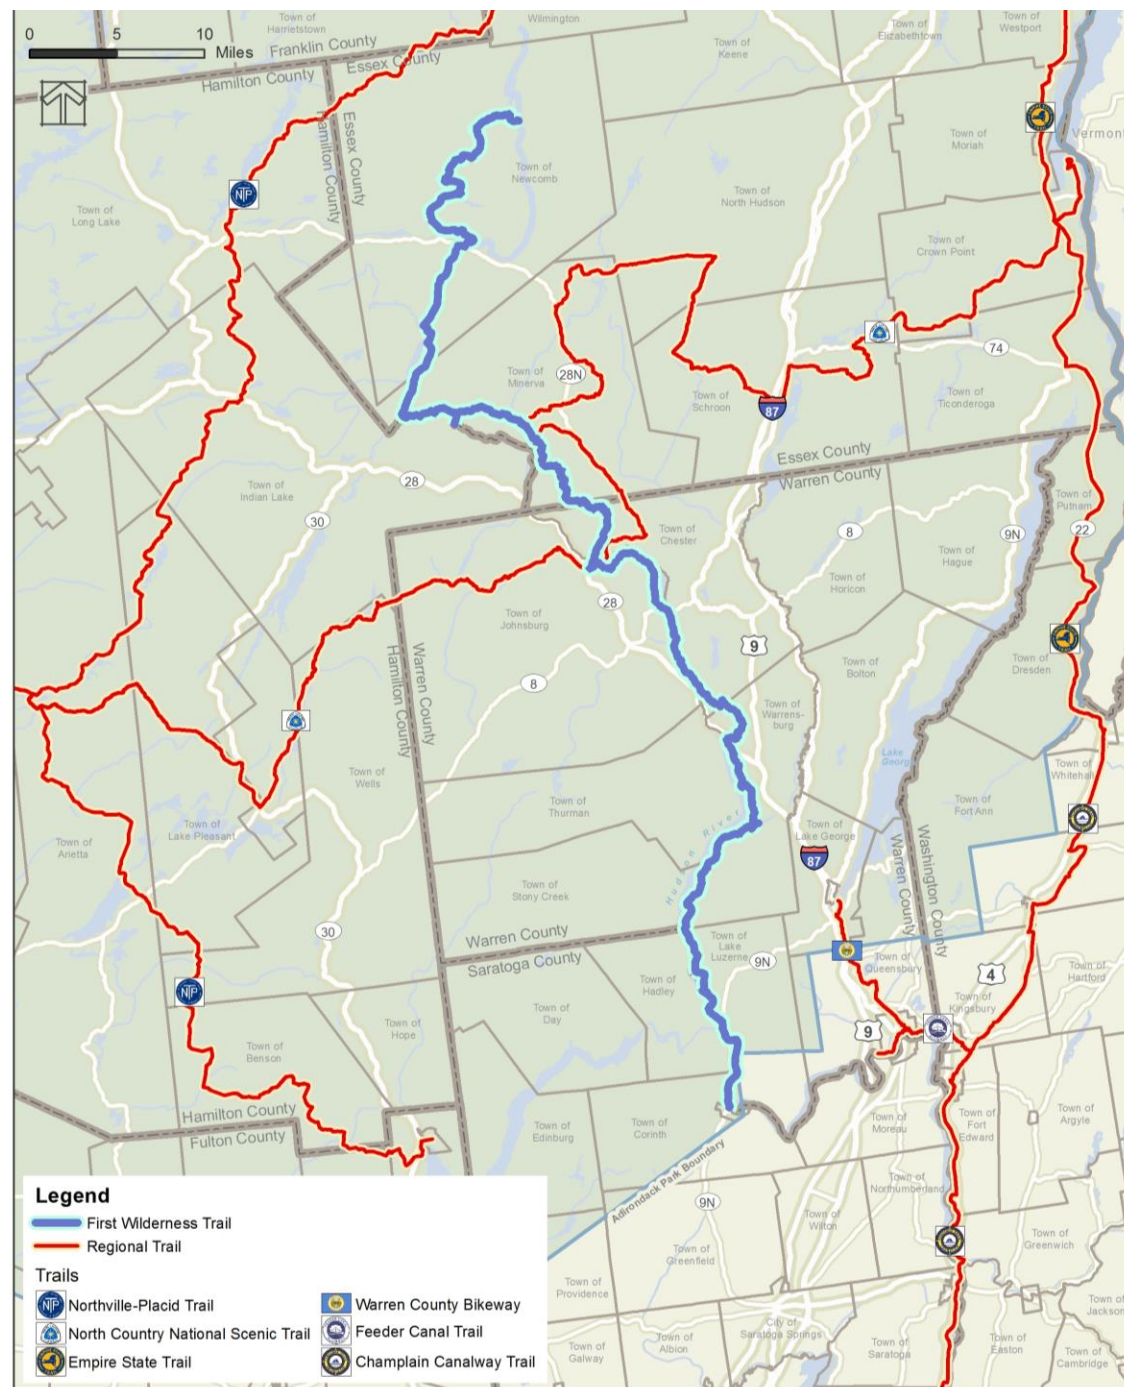 0
5
10
Miles
Town of
Harrietstown
Wilmington
Town of
Keene
Town of
Elizabethtown
Town of
Westport
Franklin County
Essex County
Hamilton County
Essex County
Hamilton County
Town of
Newcomb
Town of
Moriah
Vermont
NTP
Town of
Long Lake
Town of
North Hudson
Town of
Crown Point
74
Town of
Minerva
28N
Town of
Schroon
87
Town of
Ticonderoga
Essex County
Warren County
28
Town of
Indian Lake
30
Town of
Putnam
22
8
9N
Town of
Chester
Town of
Hague
Town of
Horicon
28
Town of
Johnsburg
9
Town of
Bolton
Town of
Dresden
Warren County
Hamilton County
8
Town of
Warrens-
burg
Lake
Town of
Whitehall
Town of
Wells
Town of
Thurman
Town of
Lake Pleasant
Town of
Arietta
Hudson River
Town of
Lake George
87
Town of
Fort Ann
Warren County
Washington County
Town of
Stony Creek
30
Warren County
Saratoga County
Town of
Lake
Luzerne
9N
Town of
Queensbury
4
Town of
Hartford
NTP
Town of
Hadley
Town of
Day
Town of
Kingsbury
Town of
Hope
Town of
Benson
9
Hamilton County
Fulton County
Town of
Edinburg
Town of
Corinth
Town of
Moreau
Town of
Fort
Edward
Town of
Argyle
Adirondack Park Boundary
Town of
Northumberland
9N
Town of
Wilton
Town of
Greenfield
Town of
Greenwich
Town of
Providence
City of
Saratoga Springs
Town of
Jackson
Town of
Galway
Town of
Albion
Town of
Saratoga
Town of
Easton
Town of
Cambridge
Legend
First Wilderness Trail
Regional Trail
Trails
NTP
Northville-Placid Trail
North Country National Scenic Trail
Empire State Trail
Warren County Bikeway
Feeder Canal Trail
Champlain Canalway Trail